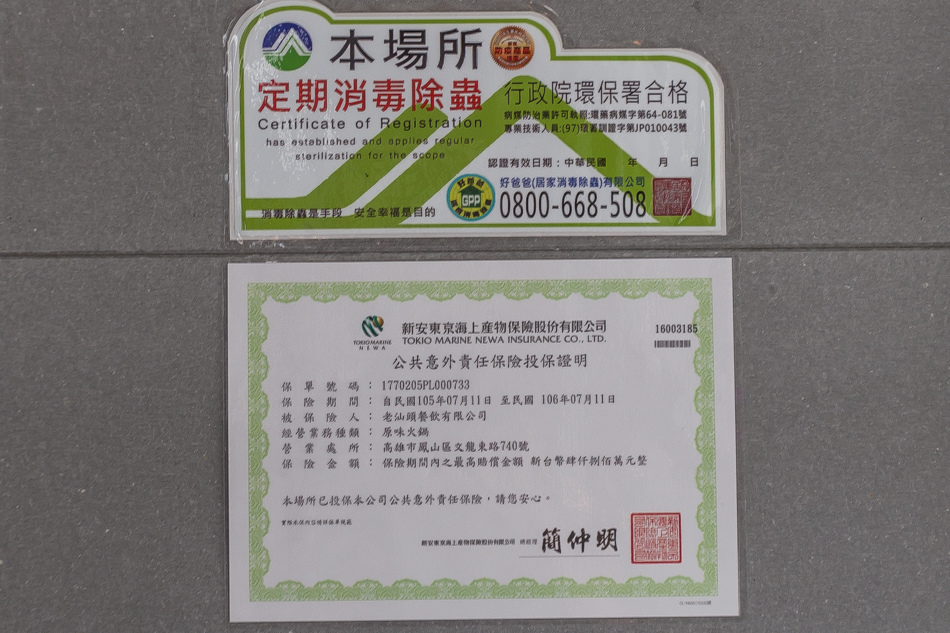 本場所
定期消毒除蟲
Certificate of Registration
has established and applies regular
sterilization for the scope
行政院環保署合格
病媒防治業許可執照:環藥病媒字第64-081號
專業技術人員:(97)環署訓證字第JP010043號
認證有效日期：中華民國 年 月 日
GPP
好爸爸(居家消毒除蟲)有限公司
0800-668-508
消毒除蟲是手段 安全幸福是目的
TOKIO MARINE
NEWA
新安東京海上產物保險股份有限公司
TOKIO MARINE NEWA INSURANCE CO., LTD.
16003185
公共意外責任保險投保證明
保單號碼：1770205PL000733
保險期間：自民國105年07月11日 至民國 106年07月11日
被保險人：老汕頭餐飲有限公司
經營業務種類：原味火鍋
營業處所：高雄市鳳山區文龍東路740號
保險金額：保險期間內之最高賠償金額 新台幣肆仟捌佰萬元整
本場所已投保本公司公共意外責任保險，請您安心。
新安東京海上產物保險股份有限公司 總經理 簡仲明